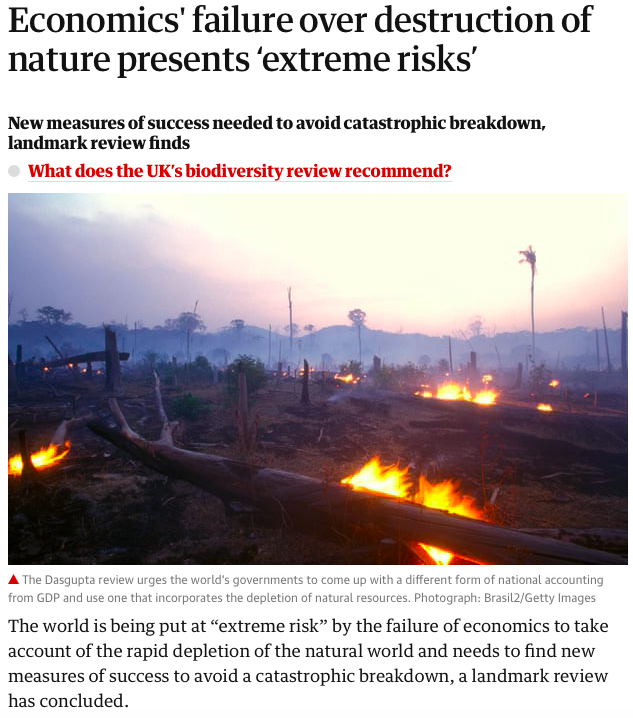 Economics' failure over destruction of
nature presents ‘extreme risks’
New measures of success needed to avoid catastrophic breakdown,
landmark review finds
What does the UK’s biodiversity review recommend?
The Dasgupta review urges the world’s governments to come up with a different form of national accounting
from GDP and use one that incorporates the depletion of natural resources. Photograph: Brasil2/Getty Images
The world is being put at “extreme risk” by the failure of economics to take
account of the rapid depletion of the natural world and needs to find new
measures of success to avoid a catastrophic breakdown, a landmark review
has concluded.